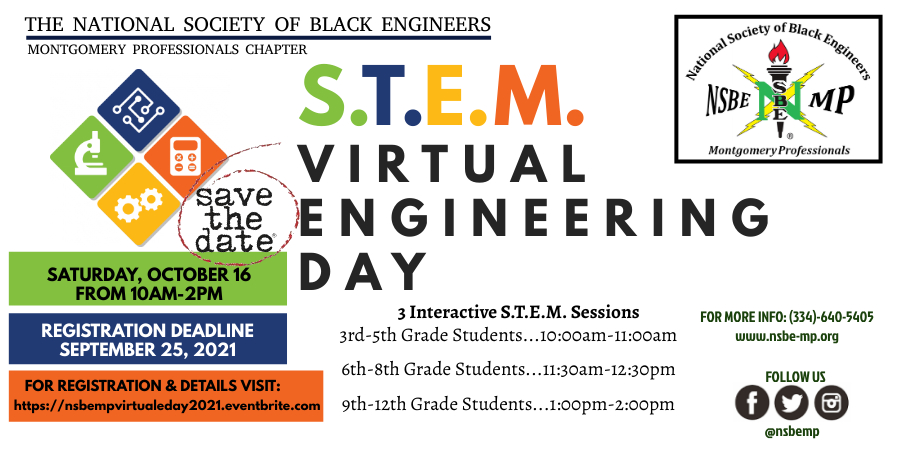 THE NATIONAL SOCIETY OF BLACK ENGINEERS
MONTGOMERY PROFESSIONALS CHAPTER
S.T.E.M.
VIRTUAL
ENGINEERING
DAY
save
the
date
SATURDAY, OCTOBER 16
FROM 10AM-2PM
REGISTRATION DEADLINE
SEPTEMBER 25, 2021
FOR REGISTRATION & DETAILS VISIT:
https://nsbempvirtualeday2021.eventbrite.com
3 Interactive S.T.E.M. Sessions
3rd-5th Grade Students...10:00am-11:00am
6th-8th Grade Students...11:30am-12:30pm
9th-12th Grade Students...1:00pm-2:00pm
National Society of Black Engineers
NSBE N MP
NSBE
®
Montgomery Professionals
FOR MORE INFO: (334)-640-5405
www.nsbe-mp.org
FOLLOW US
@nsbemp